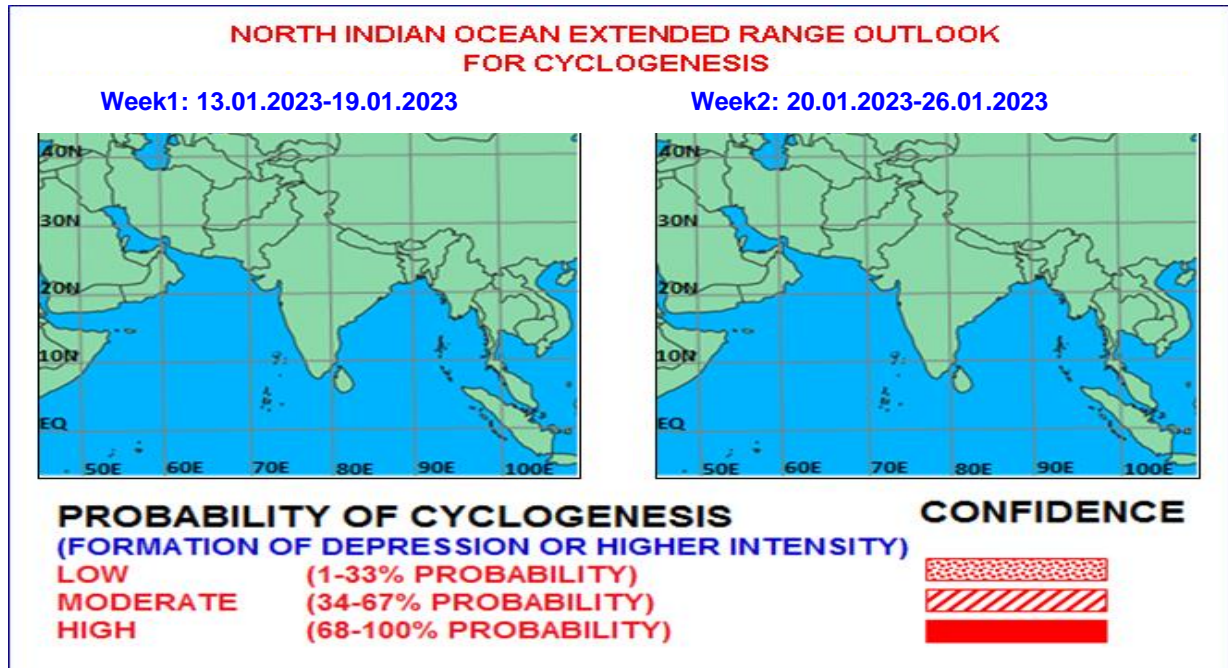 NORTH INDIAN OCEAN EXTENDED RANGE OUTLOOK
FOR CYCLOGENESIS
Week1: 13.01.2023-19.01.2023
Week2: 20.01.2023-26.01.2023
40N
30N
20N
10N
EQ
50E 60E 70E 80E 90E 100E
40N
30N
20N
10N
EQ
50E 60E 70E 80E 90E 100E
PROBABILITY OF CYCLOGENESIS
CONFIDENCE
(FORMATION OF DEPRESSION OR HIGHER INTENSITY)
LOW (1-33% PROBABILITY)
MODERATE (34-67% PROBABILITY)
HIGH (68-100% PROBABILITY)